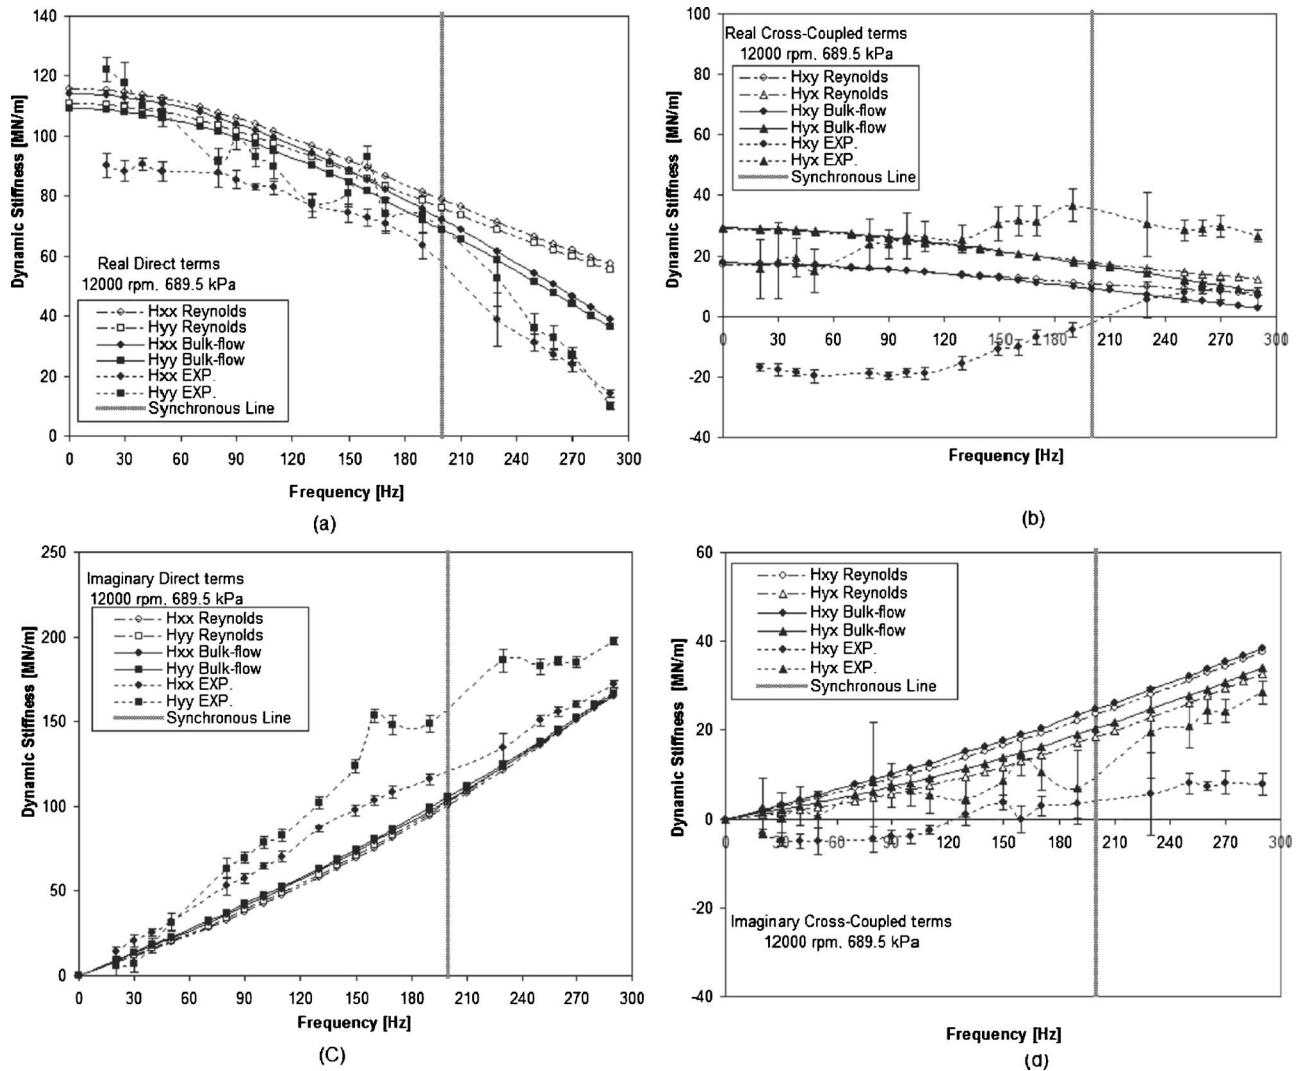 140
120
100
80
60
40
20
0
Dynamic Stiffness [MN/m]
Real Direct terms
12000 rpm, 689.5 kPa
Hxx Reynolds
Hyy Reynolds
Hxx Bulk-flow
Hyy Bulk-flow
Hxx EXP.
Hyy EXP.
Synchronous Line
0 30 60 90 120 150 180 210 240 270 300
Frequency [Hz]
(a)
100
80
60
40
20
0
-20
-40
Dynamic Stiffness [MN/m]
Real Cross-Coupled terms
12000 rpm, 689.5 kPa
Hxy Reynolds
Hyx Reynolds
Hxy Bulk-flow
Hyx Bulk-flow
Hxy EXP.
Hyx EXP.
Synchronous Line
0 30 60 90 120 150 180 210 240 270 300
Frequency [Hz]
(b)
250
200
150
100
50
0
Dynamic Stiffness [MN/m]
Imaginary Direct terms
12000 rpm, 689.5 kPa
Hxx Reynolds
Hyy Reynolds
Hxx Bulk-flow
Hyy Bulk-flow
Hxx EXP.
Hyy EXP.
Synchronous Line
0 30 60 90 120 150 180 210 240 270 300
Frequency [Hz]
(C)
60
40
20
0
-20
-40
Dynamic Stiffness [MN/m]
Hxy Reynolds
Hyx Reynolds
Hxy Bulk-flow
Hyx Bulk-flow
Hxy EXP.
Hyx EXP.
Synchronous Line
0 30 60 90 120 150 180 210 240 270 300
Imaginary Cross-Coupled terms
12000 rpm, 689.5 kPa
Frequency [Hz]
(d)